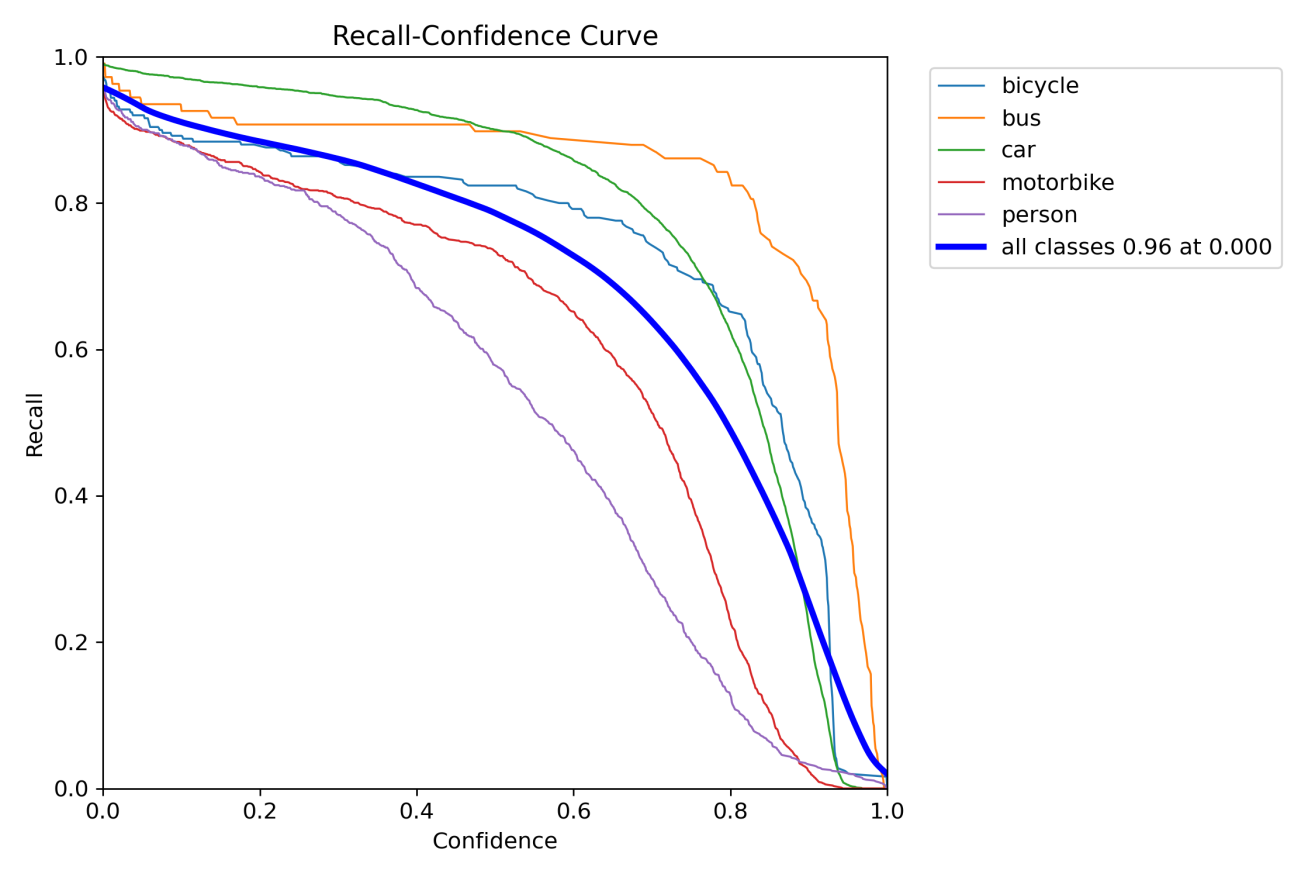 Recall-Confidence Curve
1.0
0.8
0.6
0.4
0.2
0.0
Recall
0.0 0.2 0.4 0.6 0.8 1.0
Confidence
bicycle
bus
car
motorbike
person
all classes 0.96 at 0.000